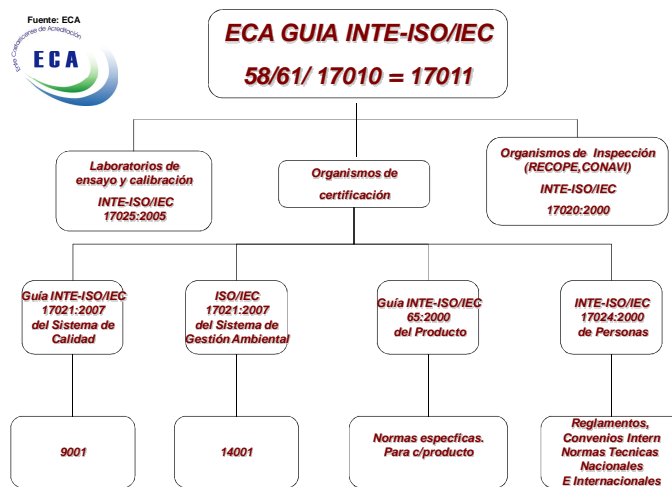 Fuente: ECA
Ente Costarricense de Acreditación
ECA
ECA GUIA INTE-ISO/IEC
58/61/ 17010 = 17011
Laboratorios de
ensayo y calibración
INTE-ISO/IEC
17025:2005
Organismos de
certificación
Organismos de Inspección
(RECOPE,CONAVI)
INTE-ISO/IEC
17020:2000
Guía INTE-ISO/IEC
17021:2007
del Sistema de
Calidad
ISO/IEC
17021:2007
del Sistema de
Gestión Ambiental
Guía INTE-ISO/IEC
65:2000
del Producto
INTE-ISO/IEC
17024:2000
de Personas
9001
14001
Normas especficas.
Para c/producto
Reglamentos,
Convenios Intern
Normas Tecnicas
Nacionales
E Internacionales